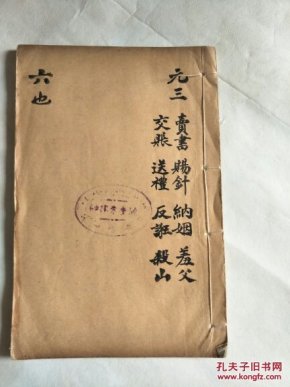 元三
賣書 賜針 納姻 羞父
交賬 送禮 反誑 殺山
六也
孔夫子旧书网